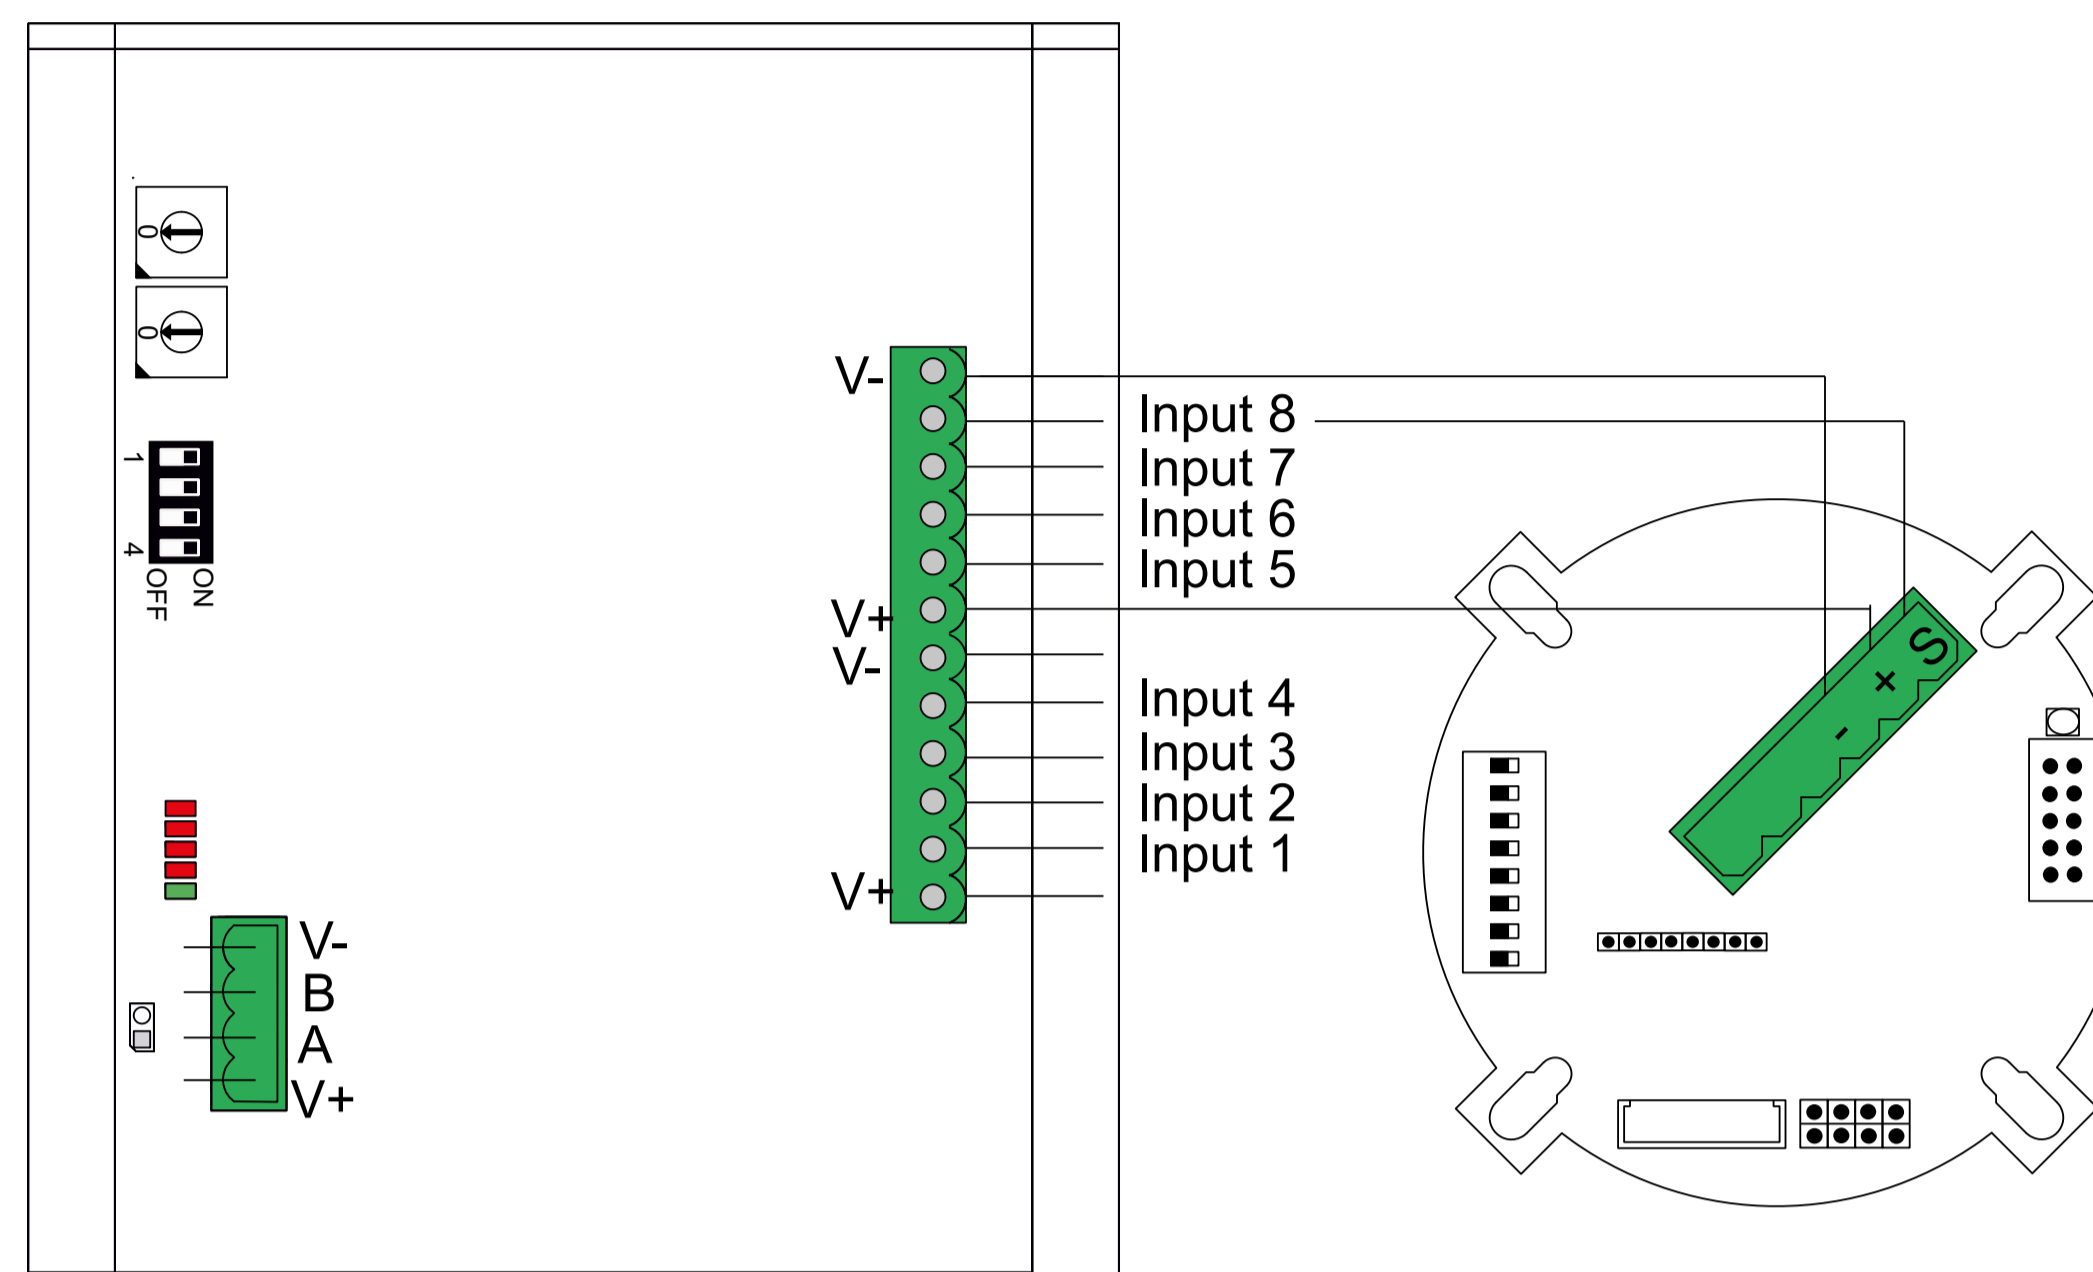 0
0
1
4
OFF
ON
V-
Input 8
Input 7
Input 6
Input 5
V+
V-
Input 4
Input 3
Input 2
Input 1
V+
V-
B
A
V+
S
+
-